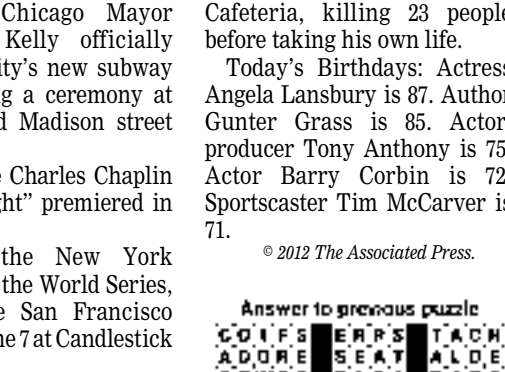 Chicago Mayor
Kelly officially
ity's new subway
g a ceremony at
d Madison street
e Charles Chaplin
ght" premiered in
the New York
the World Series,
e San Francisco
ne 7 at Candlestick
Cafeteria, killing 23 people
before taking his own life.
Today's Birthdays: Actress
Angela Lansbury is 87. Author
Gunter Grass is 85. Actor-
producer Tony Anthony is 75.
Actor Barry Corbin is 72.
Sportscaster Tim McCarver is
71.
© 2012 The Associated Press.
Answer to previous puzzle
COIFS ERRS TACH
ADORE SEAT ALOE